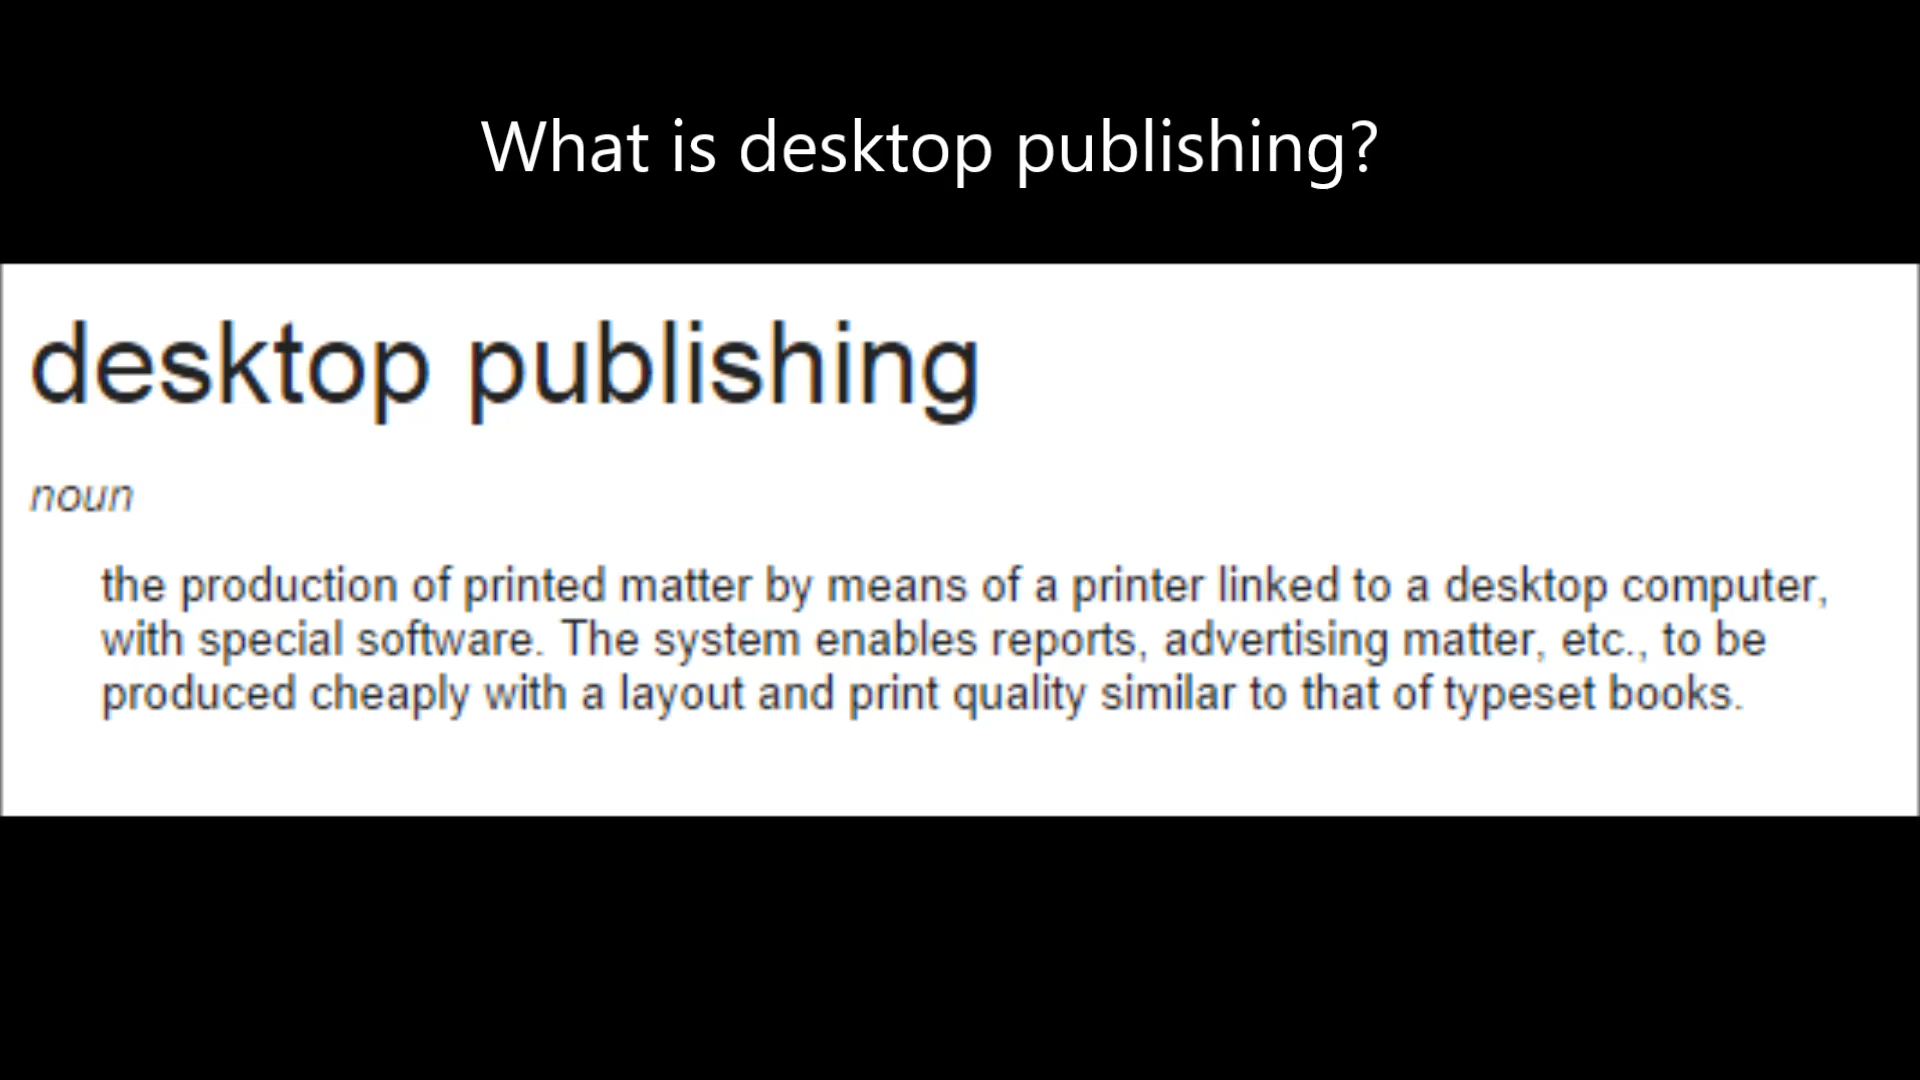 What is desktop publishing?
desktop publishing
noun
the production of printed matter by means of a printer linked to a desktop computer,
with special software. The system enables reports, advertising matter, etc., to be
produced cheaply with a layout and print quality similar to that of typeset books.